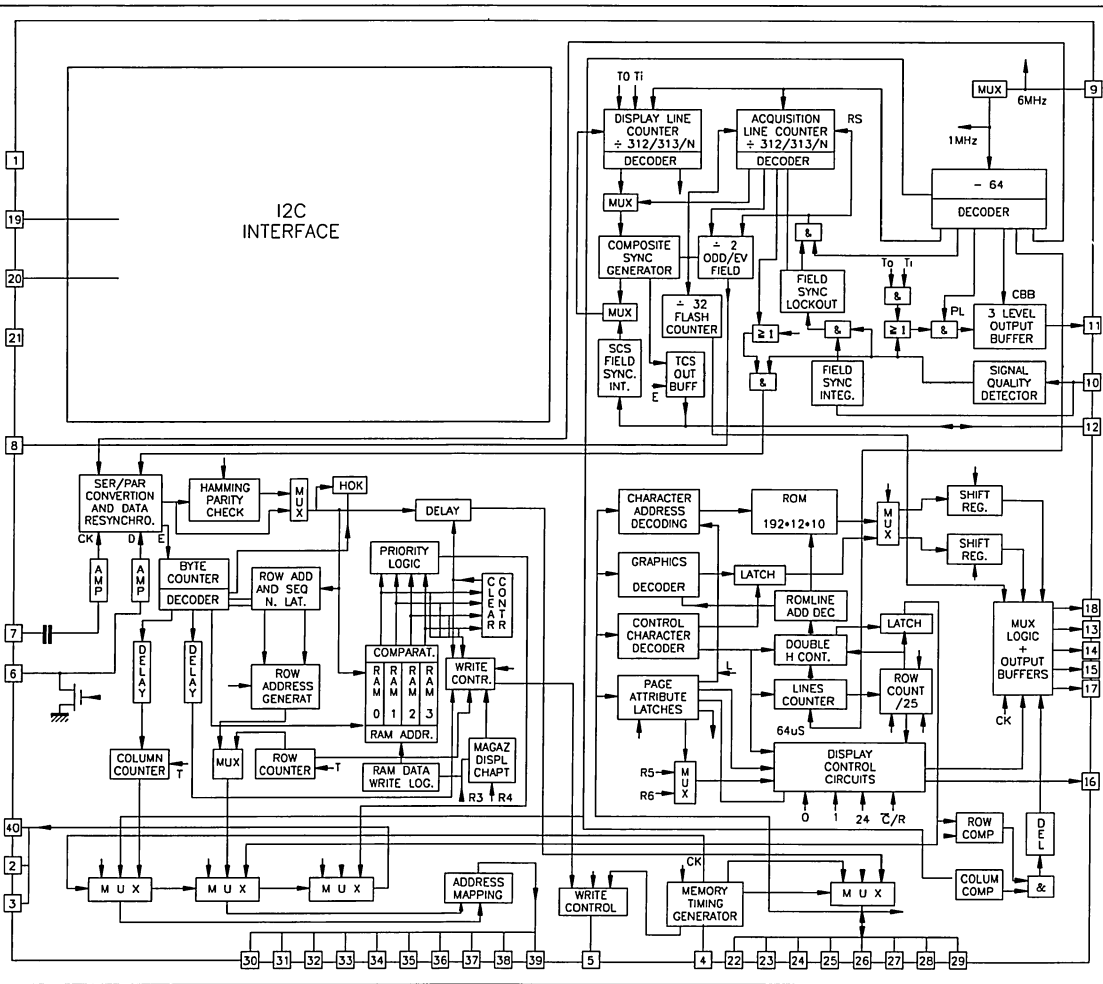 I2C
INTERFACE
1
19
20
21
8
7
6
40
2
3
T0 Ti
DISPLAY LINE
COUNTER
÷ 312/313/N
DECODER
ACQUISITION
LINE COUNTER
÷ 312/313/N
DECODER
RS
MUX
6MHz
9
1MHz
- 64
DECODER
MUX
COMPOSITE
SYNC
GENERATOR
÷ 2
ODD/EV
FIELD
&
FIELD
SYNC
LOCKOUT
To Ti
&
CBB
MUX
÷ 32
FLASH
COUNTER
≥ 1
&
≥ 1
&
PL
3 LEVEL
OUTPUT
BUFFER
11
SCS
FIELD
SYNC.
INT.
TCS
OUT
BUFF
E
&
FIELD
SYNC
INTEG.
SIGNAL
QUALITY
DETECTOR
10
12
SER/PAR
CONVERTION
AND DATA
RESYNCHRO.
CK D E
HAMMING
PARITY
CHECK
MUX
HOK
DELAY
AMP
AMP
BYTE
COUNTER
DECODER
ROW ADD
AND SEQ
N. LAT.
PRIORITY
LOGIC
CLEAR
CONTR
DELAY
DELAY
ROW
ADDRESS
GENERAT
COMPARAT.
RAM 0
RAM 1
RAM 2
RAM 3
RAM ADDR.
WRITE
CONTR.
COLUMN
COUNTER
T
MUX
ROW
COUNTER
T
RAM DATA
WRITE LOG.
MAGAZ
DISPL
CHAPT
R3 R4
MUX
MUX
MUX
ADDRESS
MAPPING
CHARACTER
ADDRESS
DECODING
ROM
192*12*10
MUX
SHIFT
REG.
SHIFT
REG.
GRAPHICS
DECODER
LATCH
ROMLINE
ADD DEC
CONTROL
CHARACTER
DECODER
DOUBLE
H CONT.
LATCH
MUX
LOGIC
+
OUTPUT
BUFFERS
CK
18
13
14
15
17
PAGE
ATTRIBUTE
LATCHES
L
LINES
COUNTER
ROW
COUNT
/25
64uS
R5
R6
MUX
DISPLAY
CONTROL
CIRCUITS
0 1 24 C̅/R
16
ROW
COMP
DEL
COLUM
COMP
&
WRITE
CONTROL
CK
MEMORY
TIMING
GENERATOR
MUX
30 31 32 33 34 35 36 37 38 39 5 4 22 23 24 25 26 27 28 29